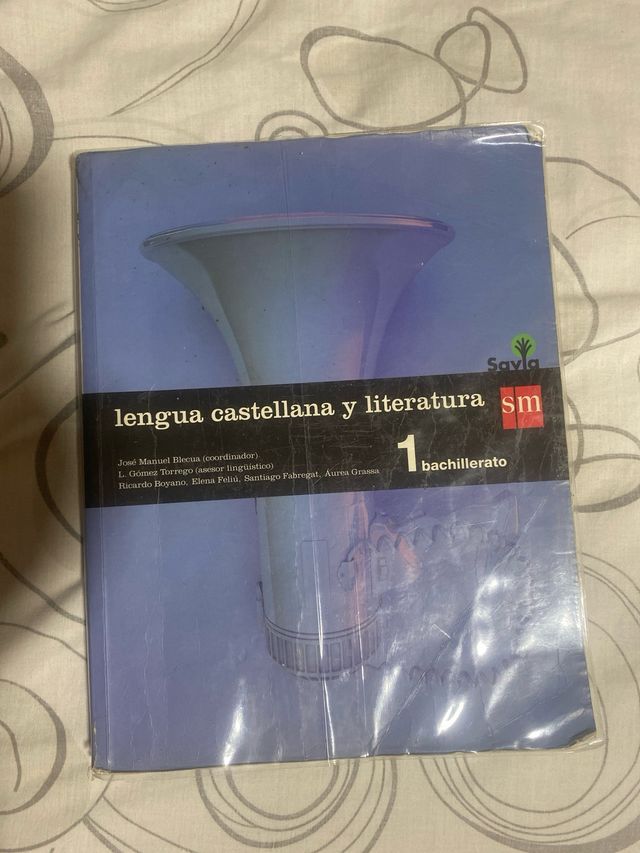 Savia
lengua castellana y literatura
sm
José Manuel Blecua (coordinador)
L. Gómez Torrego (asesor lingüístico)
Ricardo Boyano, Elena Feliú, Santiago Fabregat, Áurea Grassa
1 bachillerato